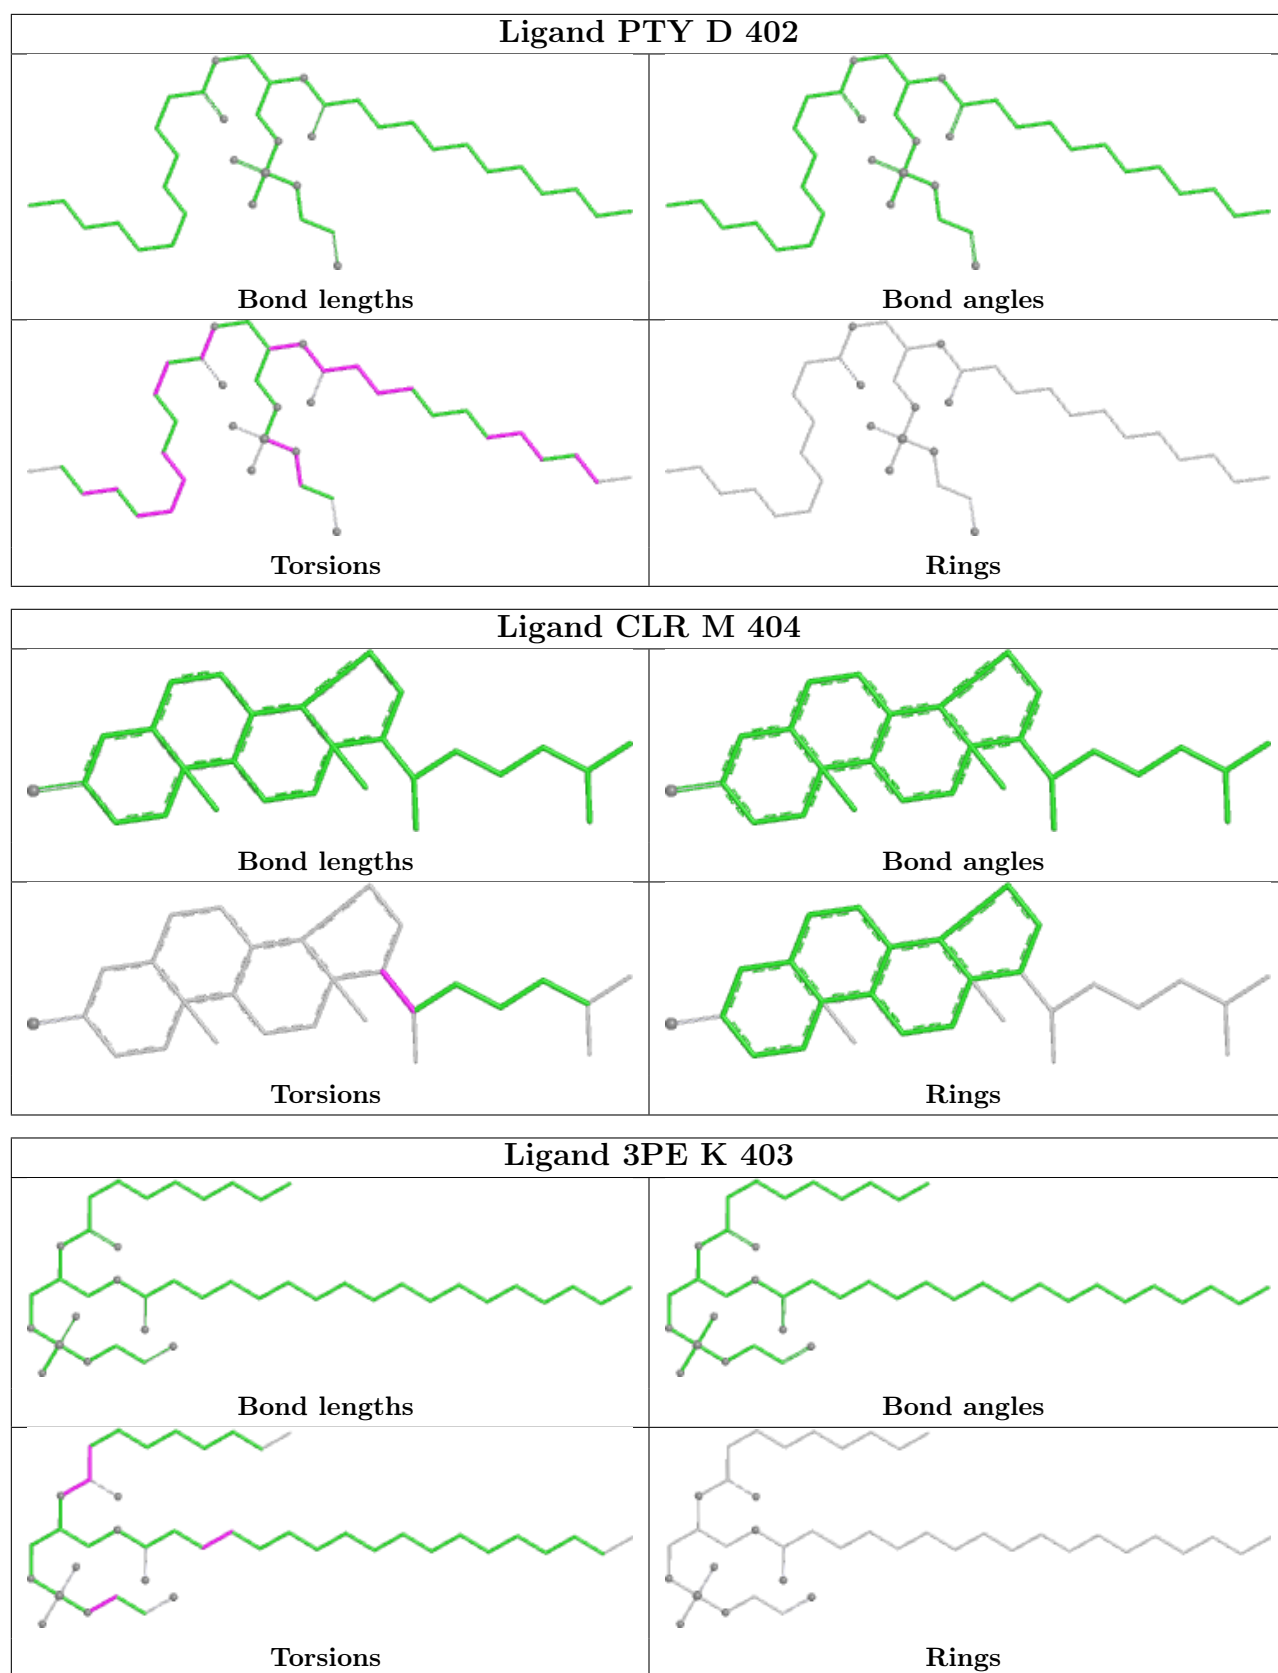 Ligand PTY D 402
Bond lengths
Bond angles
Torsions
Rings
Ligand CLR M 404
Bond lengths
Bond angles
Torsions
Rings
Ligand 3PE K 403
Bond lengths
Bond angles
Torsions
Rings